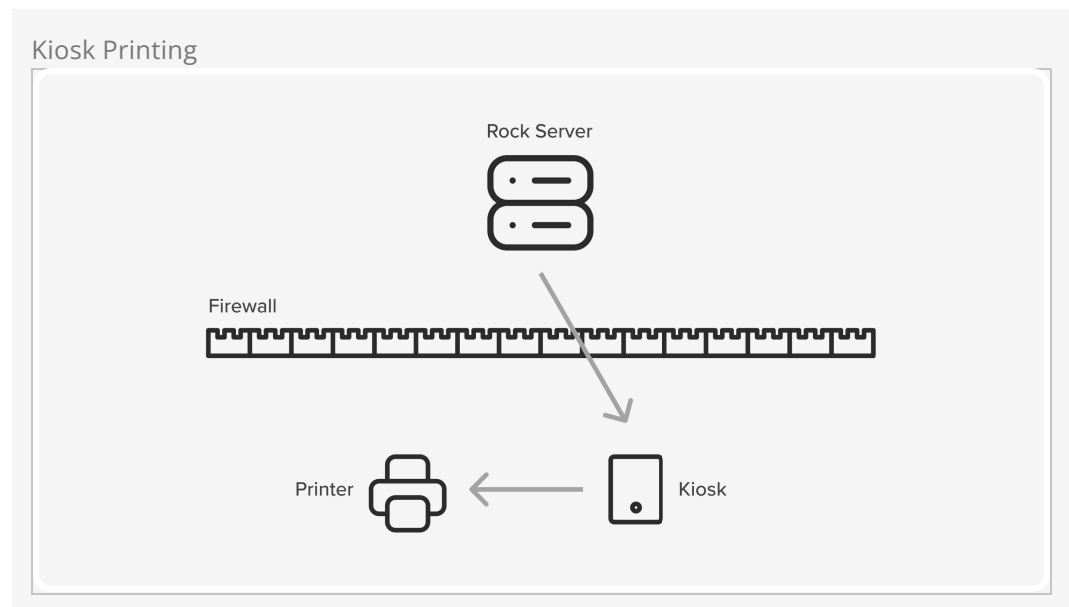 Kiosk Printing
Rock Server
Firewall
Printer
Kiosk